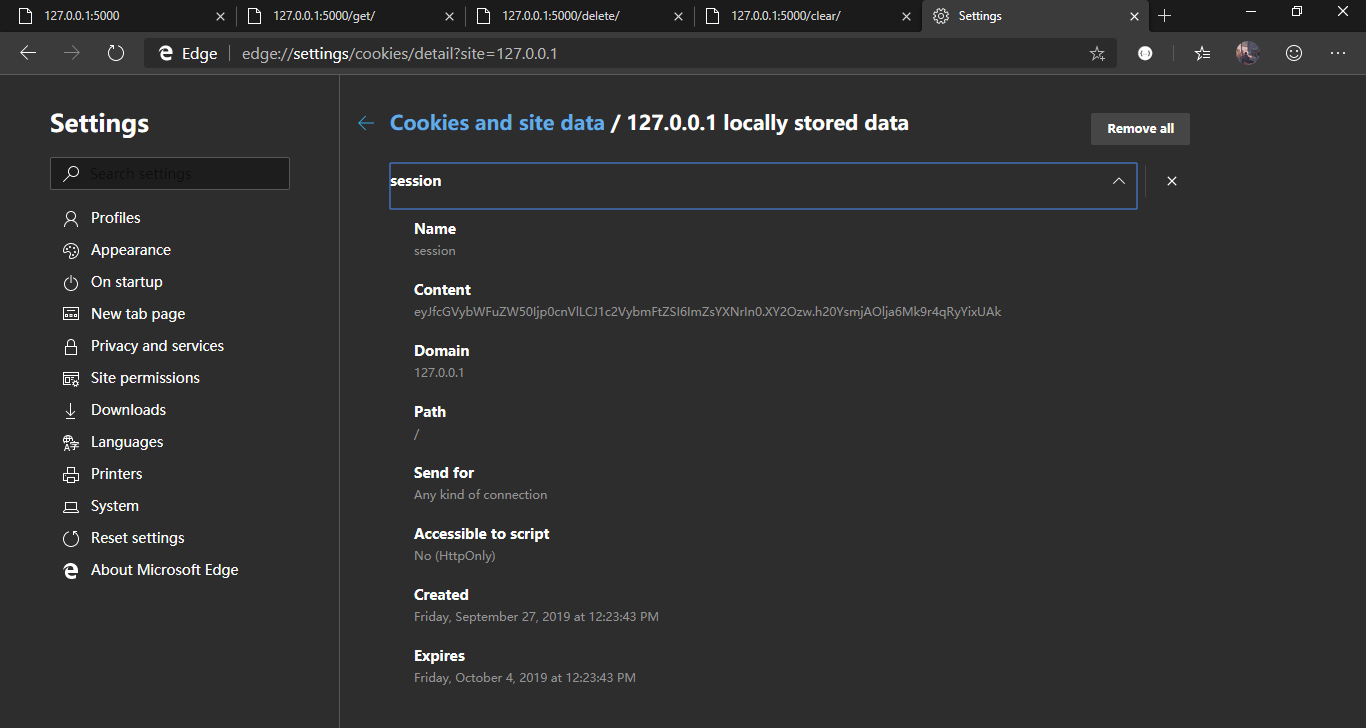 127.0.0.1:5000
127.0.0.1:5000/get/
127.0.0.1:5000/delete/
127.0.0.1:5000/clear/
Settings
Edge
edge://settings/cookies/detail?site=127.0.0.1
Settings
Search settings
Profiles
Appearance
On startup
New tab page
Privacy and services
Site permissions
Downloads
Languages
Printers
System
Reset settings
About Microsoft Edge
Cookies and site data / 127.0.0.1 locally stored data
Remove all
session
Name
session
Content
eyJfcGVybWFuZW50Ijp0cnVlLCJ1c2VybmFtZSI6ImZsYXNrIn0.XY2Ozw.h20YsmjAOlja6Mk9r4qRyYixUAk
Domain
127.0.0.1
Path
/
Send for
Any kind of connection
Accessible to script
No (HttpOnly)
Created
Friday, September 27, 2019 at 12:23:43 PM
Expires
Friday, October 4, 2019 at 12:23:43 PM